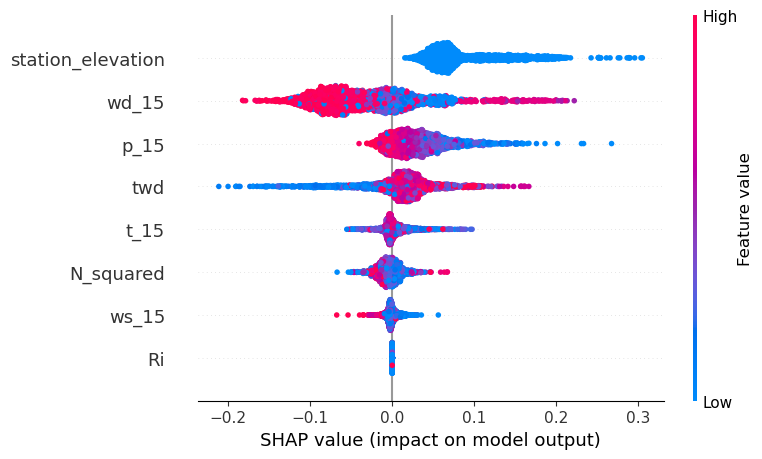 High
station_elevation
wd_15
p_15
twd
t_15
N_squared
ws_15
Ri
Feature value
Low
−0.2 −0.1 0.0 0.1 0.2 0.3
SHAP value (impact on model output)